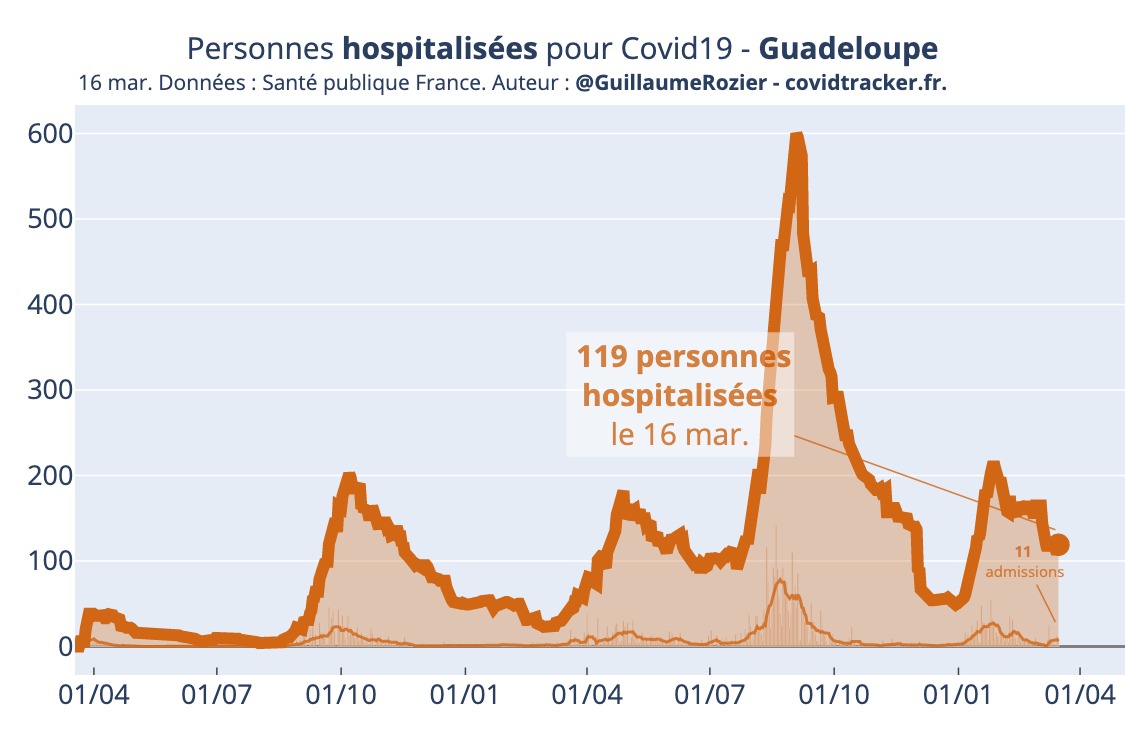 Personnes hospitalisées pour Covid19 - Guadeloupe
16 mar. Données : Santé publique France. Auteur : @GuillaumeRozier - covidtracker.fr.
600
500
400
300
200
100
0
119 personnes
hospitalisées
le 16 mar.
11
admissions
01/04
01/07
01/10
01/01
01/04
01/07
01/10
01/01
01/04